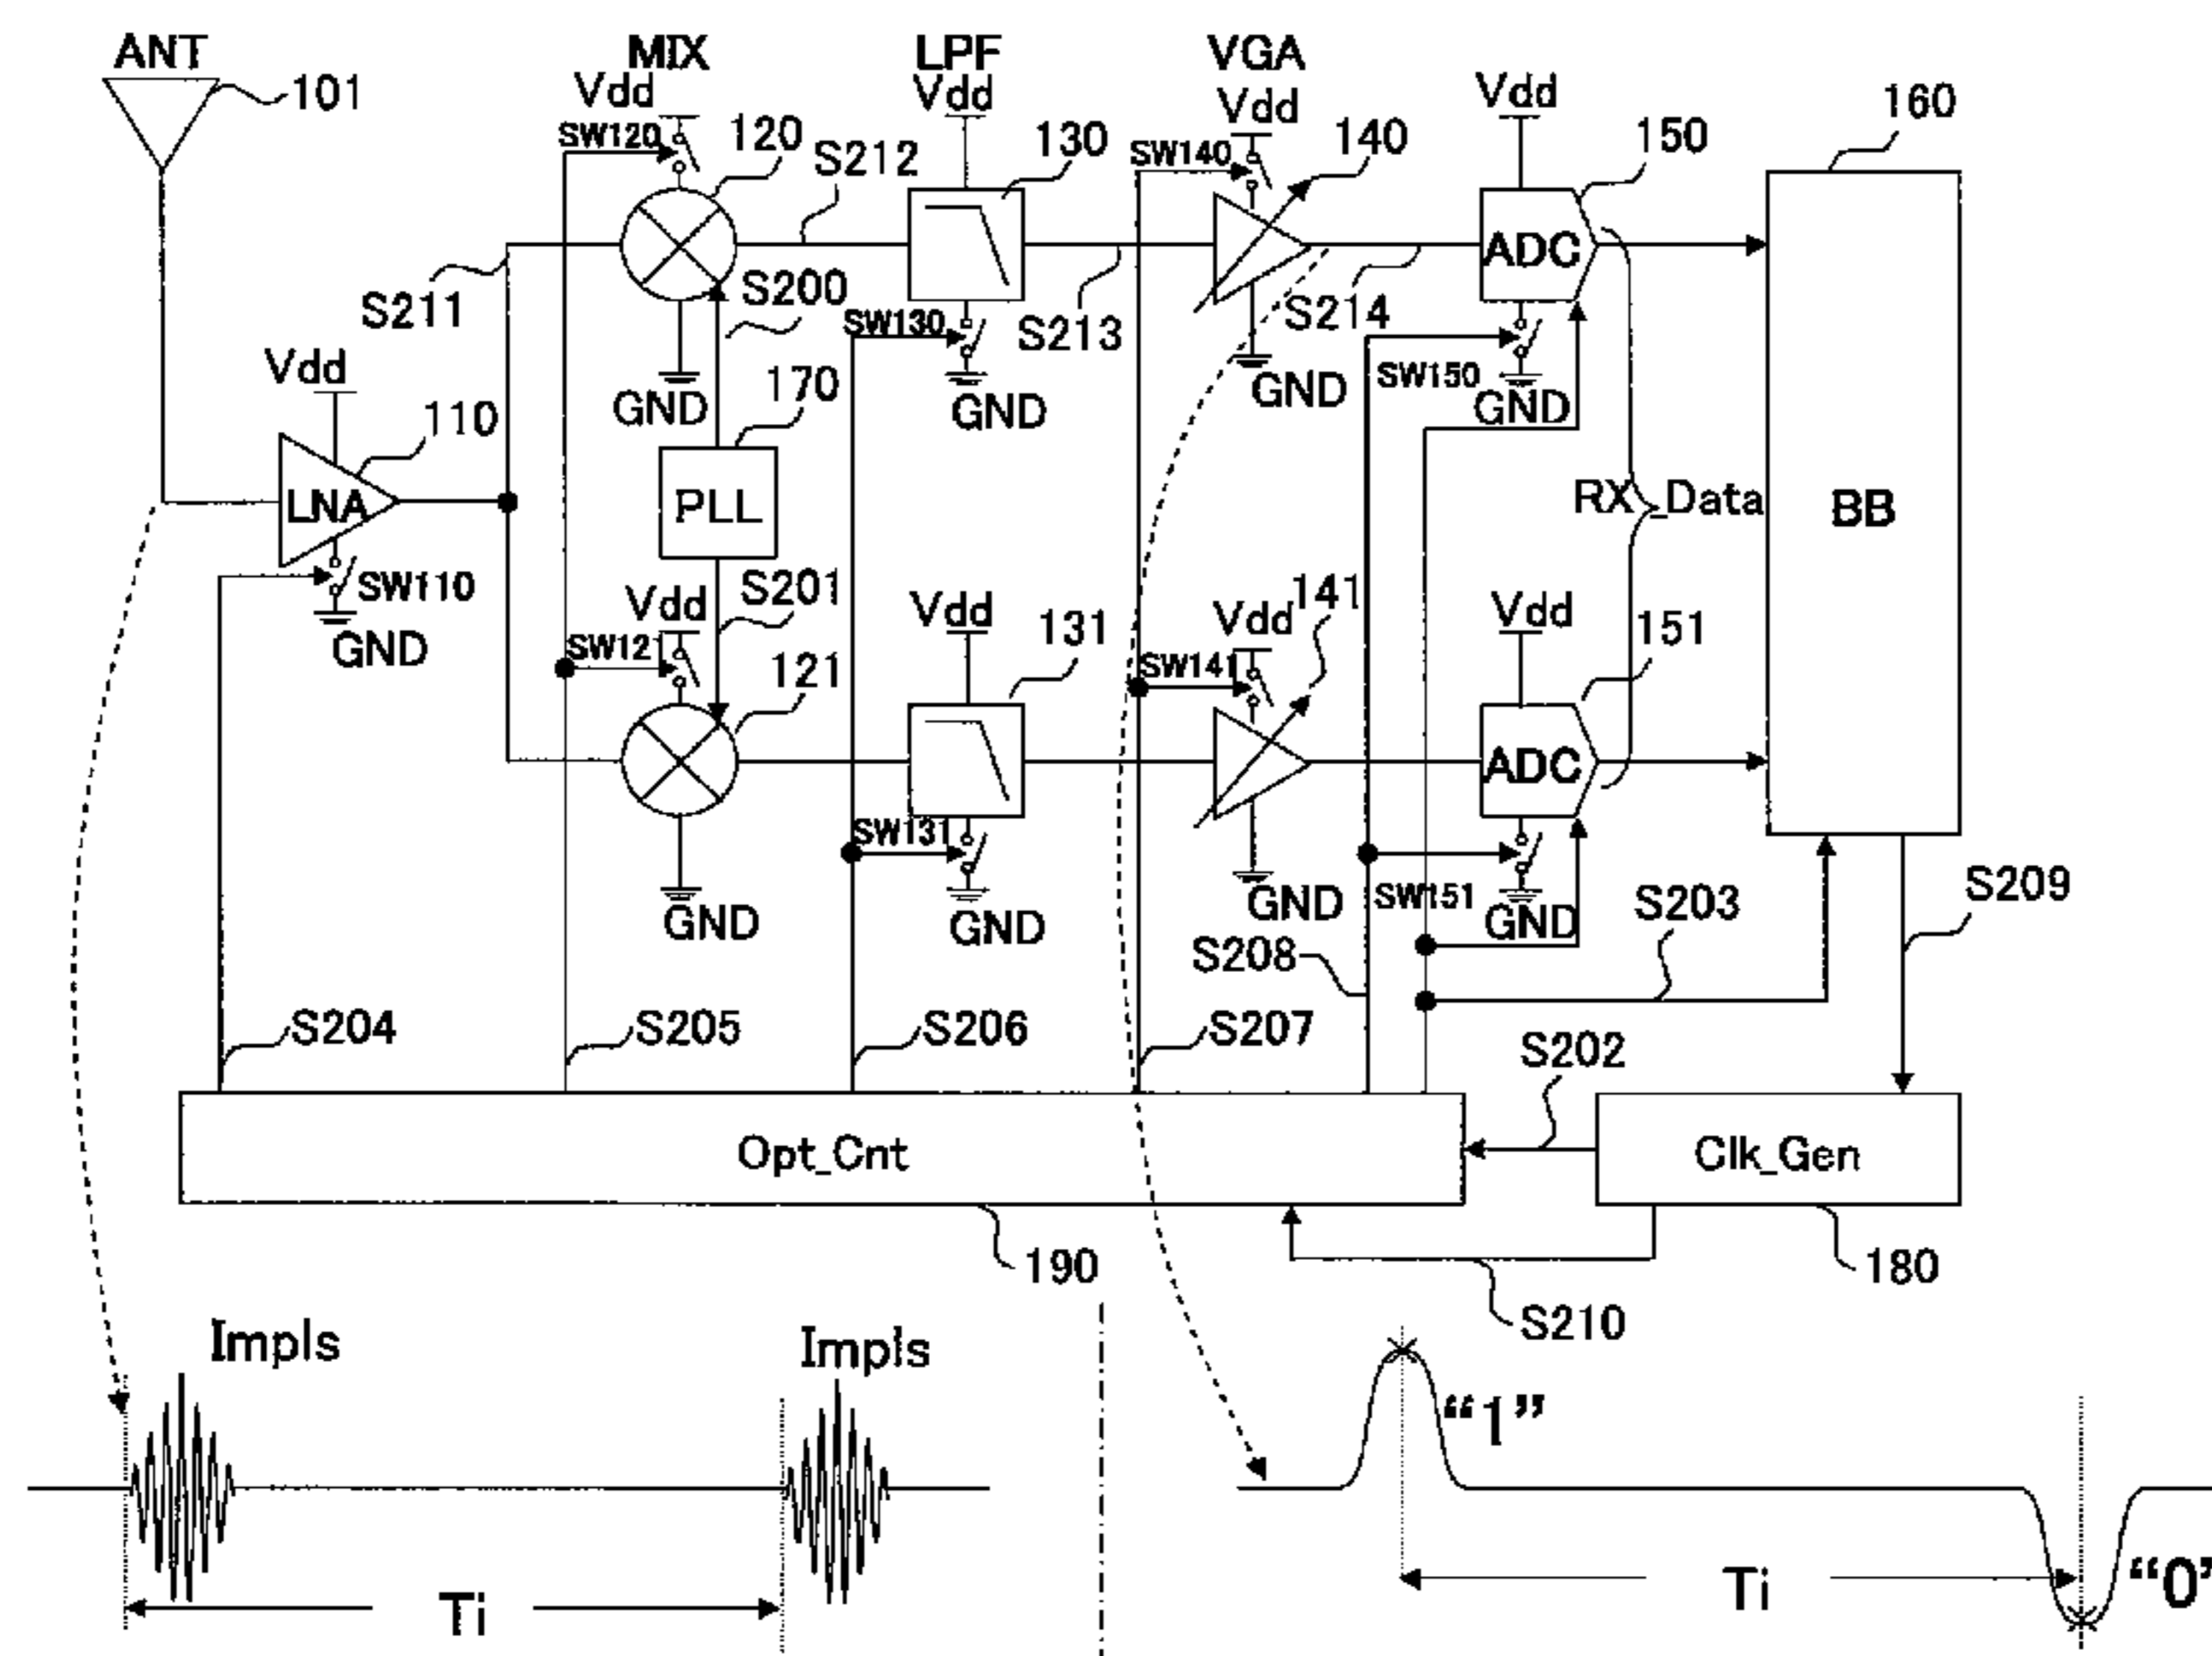 ANT
MIX
LPF
VGA
101
Vdd
Vdd
Vdd
Vdd
160
SW120
120
S212
130
SW140
140
150
S211
S200
SW130
S213
S214
ADC
SW150
GND
GND
GND
GND
Vdd
110
170
LNA
PLL
RX_Data
BB
SW110
GND
S201
Vdd
SW121
121
Vdd
131
Vdd
141
SW141
Vdd
151
ADC
SW131
SW151
GND
GND
GND
GND
S208
S203
S209
S204
S205
S206
S207
S202
Opt_Cnt
Clk_Gen
190
180
S210
Impls
Impls
“1”
Ti
Ti
“0”